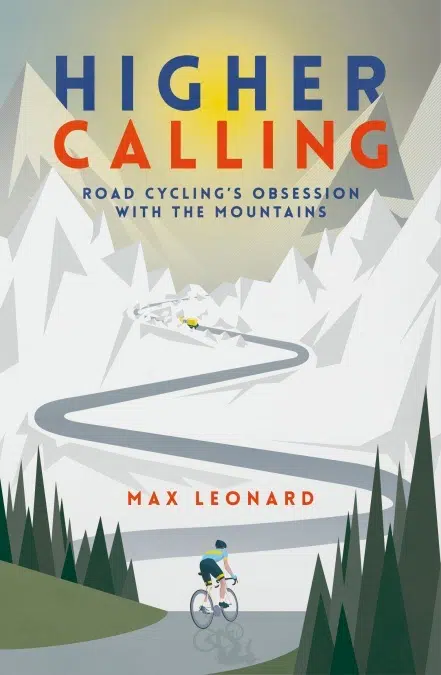 HIGHER
CALLING
ROAD CYCLING'S OBSESSION
WITH THE MOUNTAINS
MAX LEONARD